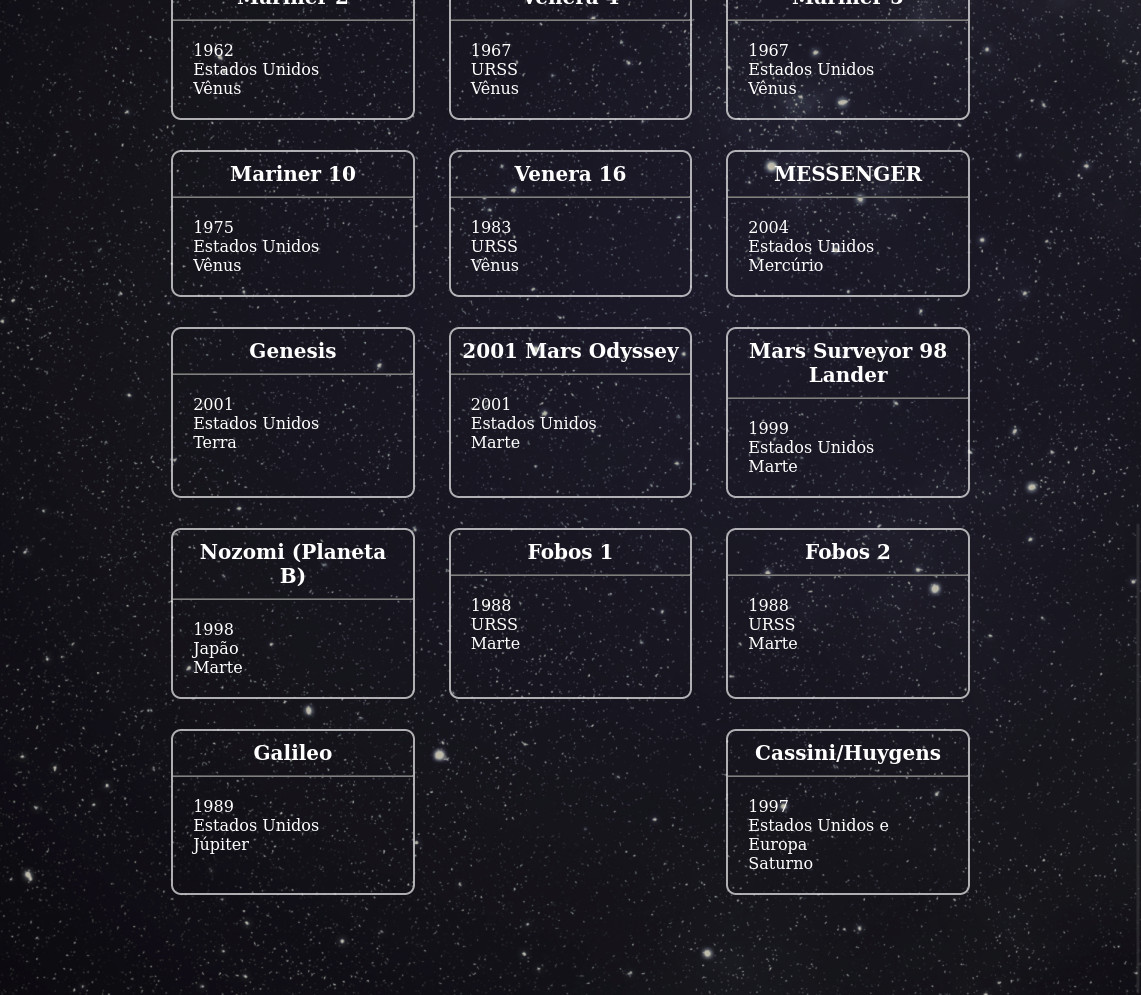 Mariner 2
Venera 4
Mariner 5
1962
Estados Unidos
Vênus
1967
URSS
Vênus
1967
Estados Unidos
Vênus
Mariner 10
1975
Estados Unidos
Vênus
Venera 16
1983
URSS
Vênus
MESSENGER
2004
Estados Unidos
Mercúrio
Genesis
2001
Estados Unidos
Terra
2001 Mars Odyssey
2001
Estados Unidos
Marte
Mars Surveyor 98
Lander
1999
Estados Unidos
Marte
Nozomi (Planeta
B)
1998
Japão
Marte
Fobos 1
1988
URSS
Marte
Fobos 2
1988
URSS
Marte
Galileo
1989
Estados Unidos
Júpiter
Cassini/Huygens
1997
Estados Unidos e
Europa
Saturno